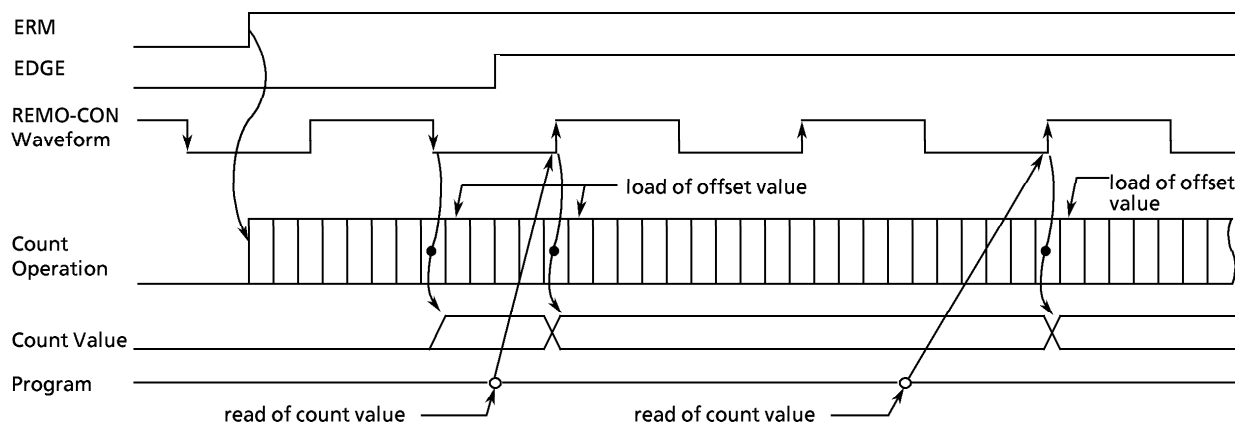 ERM
EDGE
REMO-CON
Waveform
load of offset value
load of offset
value
Count
Operation
Count Value
Program
read of count value
read of count value